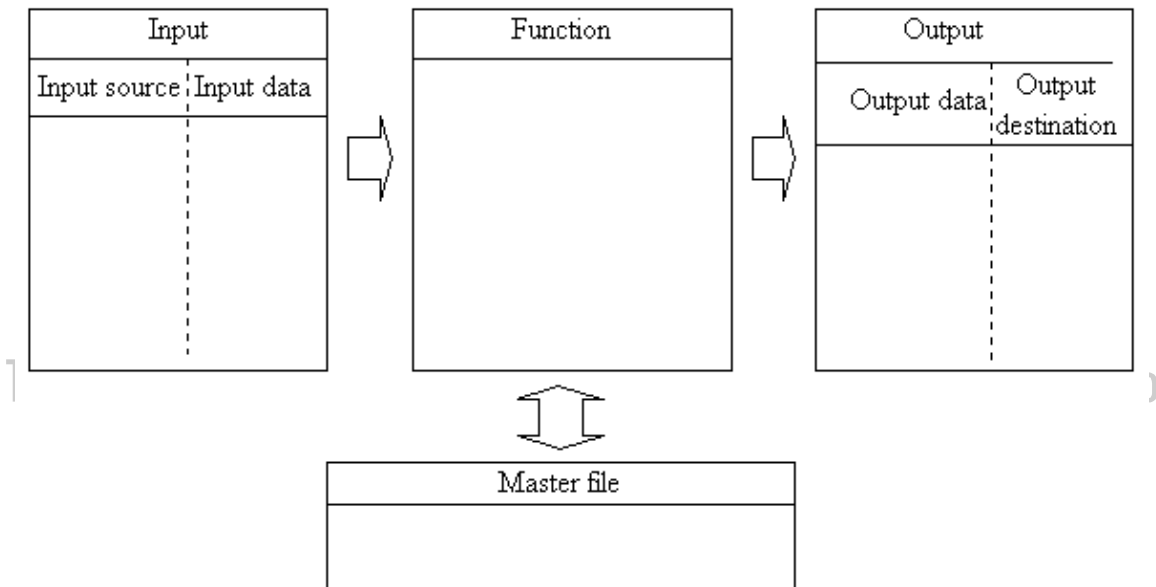 Input
Function
Output
Input source
Input data
Output data
Output
destination
Master file